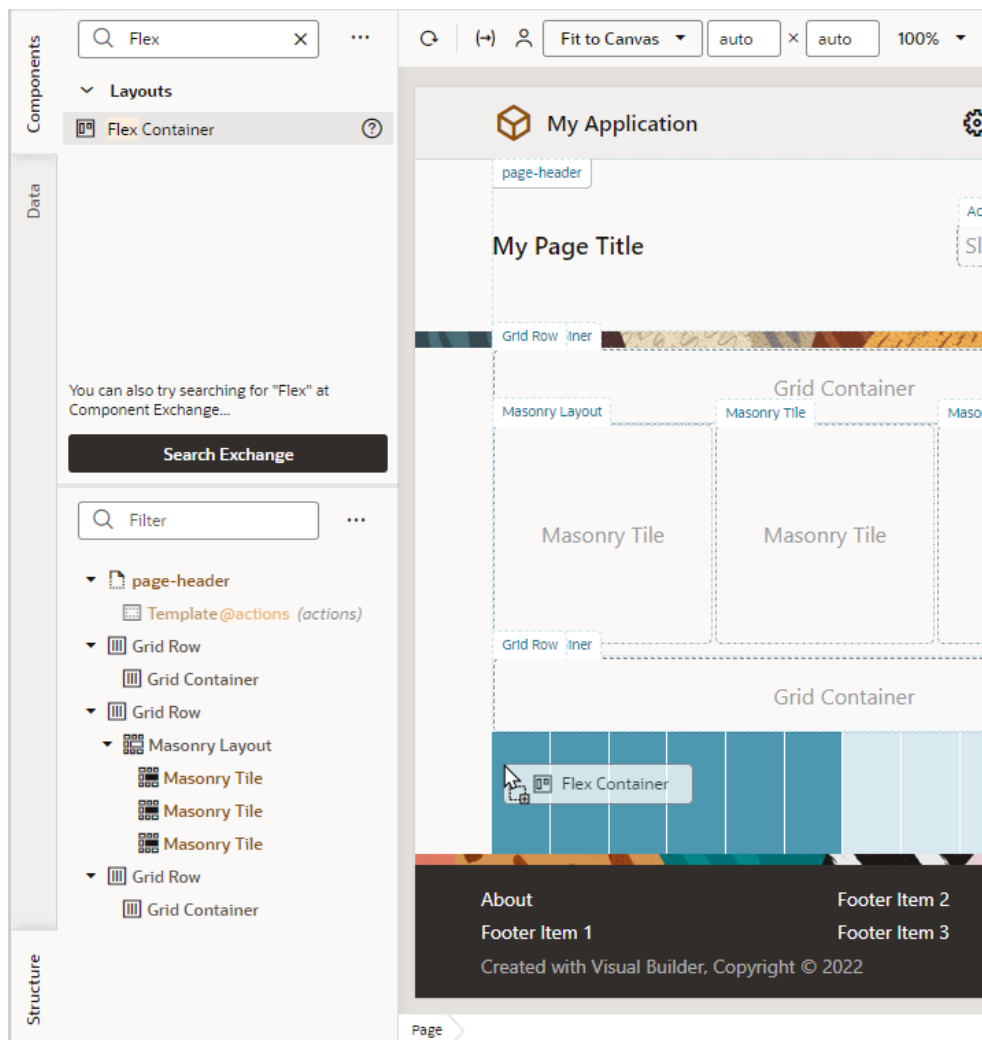 Components
Data
Flex
Layouts
Flex Container
You can also try searching for "Flex" at
Component Exchange...
Search Exchange
Filter
page-header
Template@actions (actions)
Grid Row
Grid Container
Grid Row
Masonry Layout
Masonry Tile
Masonry Tile
Masonry Tile
Grid Row
Grid Container
Structure
Fit to Canvas auto × auto 100%
My Application
page-header
My Page Title
Grid Row
Grid Container
Masonry Layout Masonry Tile
Masonry Tile Masonry Tile
Grid Row
Grid Container
Flex Container
About Footer Item 2
Footer Item 1 Footer Item 3
Created with Visual Builder, Copyright © 2022
Page